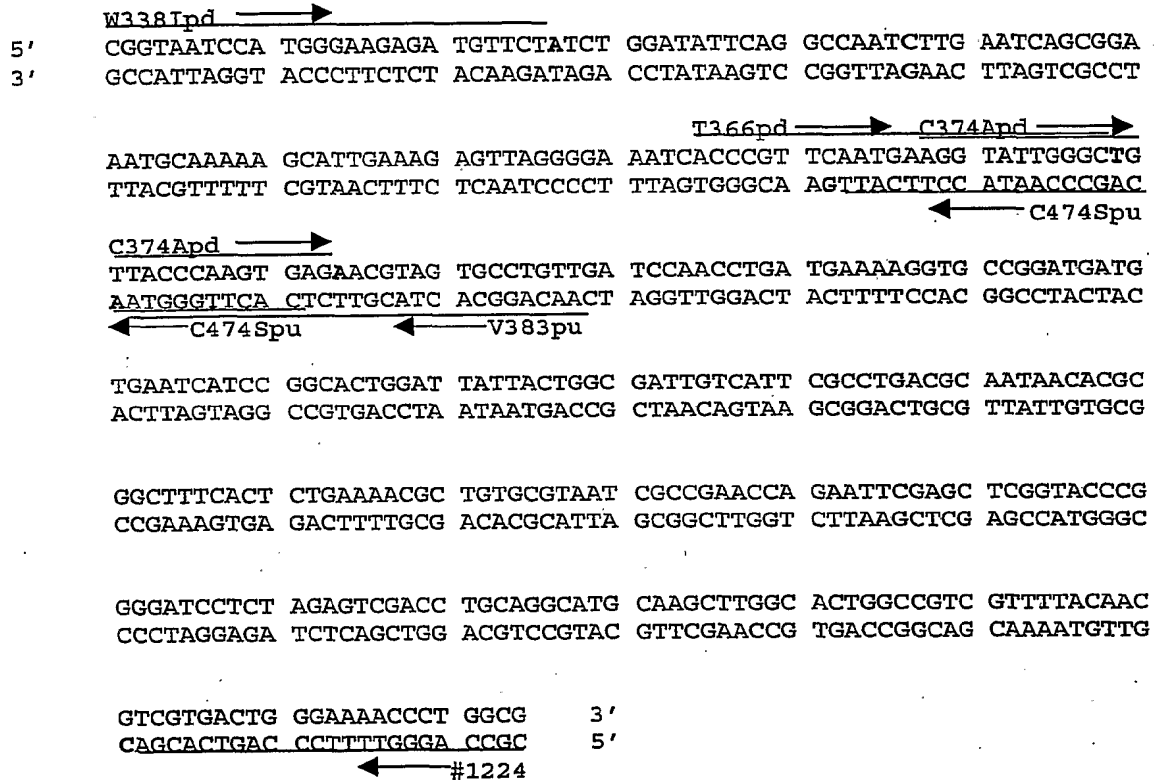 W338Ipd
5' CGGTAATCCA TGGGAAGAGA TGTTCTATCT GGATATTCAG GCCAATCTTG AATCAGCGGA
3' GCCATTAGGT ACCCTTCTCT ACAAGATAGA CCTATAAGTC CGGTTAGAAC TTAGTCGCCT
T366pd C374Apd
AATGCAAAAA GCATTGAAAG AGTTAGGGGA AATCACCCGT TCAATGAAGG TATTGGGCTG
TTACGTTTTT CGTAACTTTC TCAATCCCCT TTAGTGGGCA AGTTACTTCC ATAACCCGAC
C474Spu
C374Apd
TTACCCAAGT GAGAACGTAG TGCCTGTTGA TCCAACCTGA TGAAAAGGTG CCGGATGATG
AATGGGTTCA CTCTTGCATC ACGGACAACT AGGTTGGACT ACTTTTCCAC GGCCTACTAC
C474Spu V383pu
TGAATCATCC GGCACTGGAT TATTACTGGC GATTGTCATT CGCCTGACGC AATAACACGC
ACTTAGTAGG CCGTGACCTA ATAATGACCG CTAACAGTAA GCGGACTGCG TTATTGTGCG
GGCTTTCACT CTGAAAACGC TGTGCGTAAT CGCCGAACCA GAATTCGAGC TCGGTACCCG
CCGAAAGTGA GACTTTTGCG ACACGCATTA GCGGCTTGGT CTTAAGCTCG AGCCATGGGC
GGGATCCTCT AGAGTCGACC TGCAGGCATG CAAGCTTGGC ACTGGCCGTC GTTTTACAAC
CCCTAGGAGA TCTCAGCTGG ACGTCCGTAC GTTCGAACCG TGACCGGCAG CAAAATGTTG
GTCGTGACTG GGAAAACCCT GGCG 3'
CAGCACTGAC CCTTTTGGGA CCGC 5'
#1224